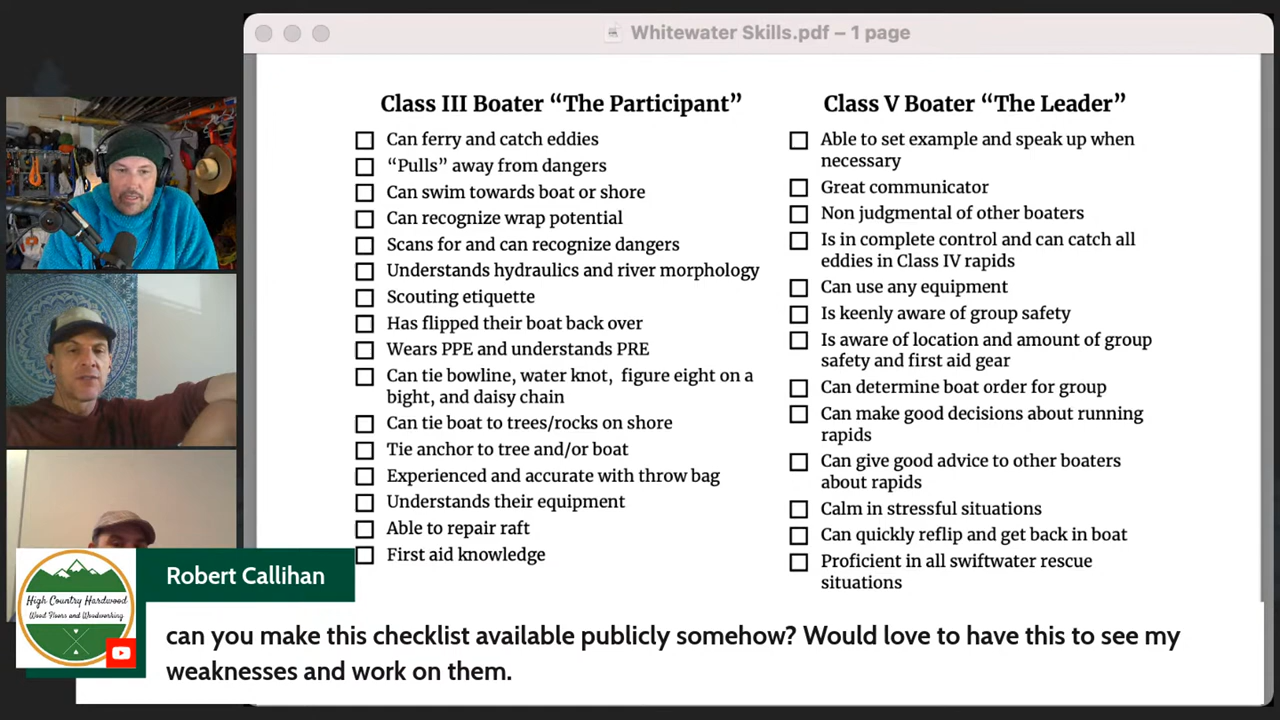 Whitewater Skills.pdf – 1 page
Class III Boater “The Participant”
Can ferry and catch eddies
“Pulls” away from dangers
Can swim towards boat or shore
Can recognize wrap potential
Scans for and can recognize dangers
Understands hydraulics and river morphology
Scouting etiquette
Has flipped their boat back over
Wears PPE and understands PRE
Can tie bowline, water knot, figure eight on a
bight, and daisy chain
Can tie boat to trees/rocks on shore
Tie anchor to tree and/or boat
Experienced and accurate with throw bag
Understands their equipment
Able to repair raft
First aid knowledge
Class V Boater “The Leader”
Able to set example and speak up when
necessary
Great communicator
Non judgmental of other boaters
Is in complete control and can catch all
eddies in Class IV rapids
Can use any equipment
Is keenly aware of group safety
Is aware of location and amount of group
safety and first aid gear
Can determine boat order for group
Can make good decisions about running
rapids
Can give good advice to other boaters
about rapids
Calm in stressful situations
Can quickly reflip and get back in boat
Proficient in all swiftwater rescue
situations
High Country Hardwood
Wood Floors and Woodworking
Robert Callihan
can you make this checklist available publicly somehow? Would love to have this to see my
weaknesses and work on them.